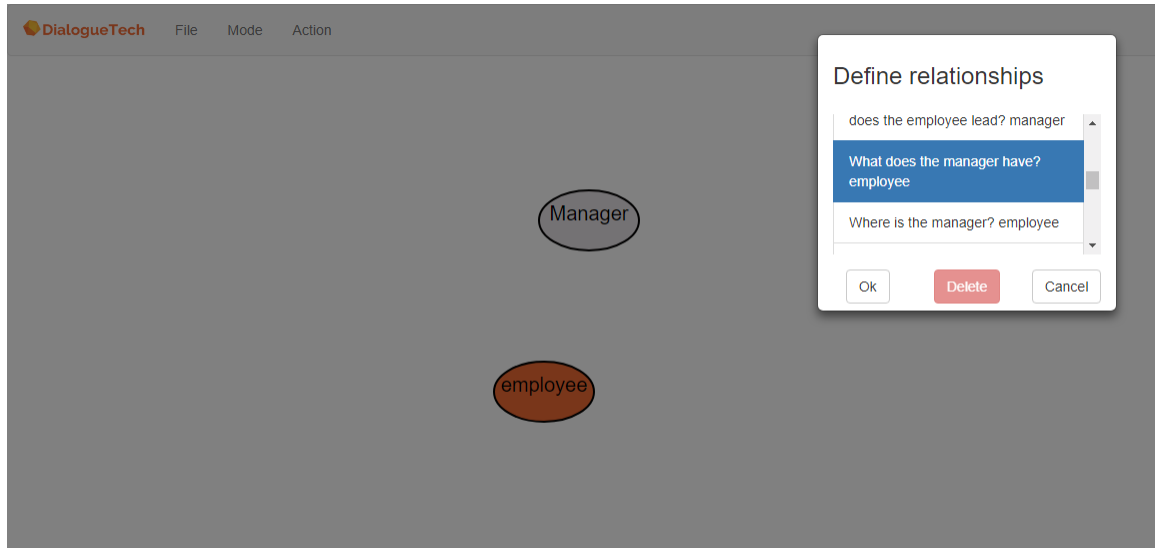 DialogueTech File Mode Action
Define relationships
does the employee lead? manager
What does the manager have?
employee
Where is the manager? employee
Ok Delete Cancel
Manager
employee